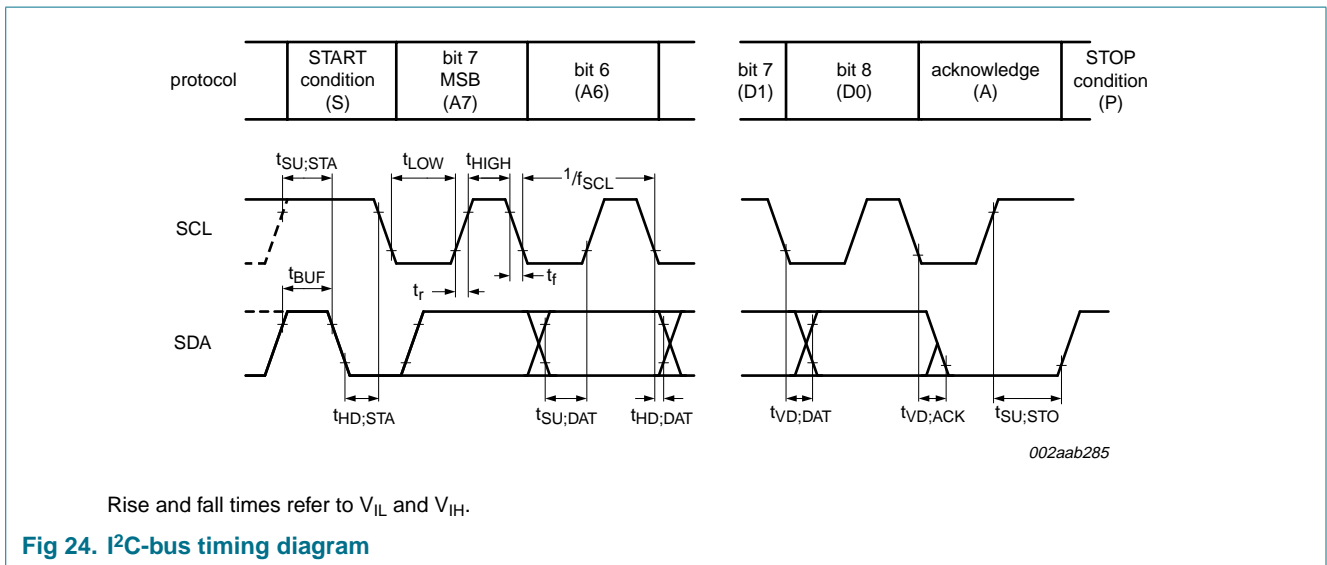 protocol
START
condition
(S)
bit 7
MSB
(A7)
bit 6
(A6)
bit 7
(D1)
bit 8
(D0)
acknowledge
(A)
STOP
condition
(P)
tSU;STA
tLOW
tHIGH
1/fSCL
SCL
tBUF
tr
tf
SDA
tHD;STA
tSU;DAT
tHD;DAT
tVD;DAT
tVD;ACK
tSU;STO
002aab285
Rise and fall times refer to VIL and VIH.
Fig 24. I²C-bus timing diagram